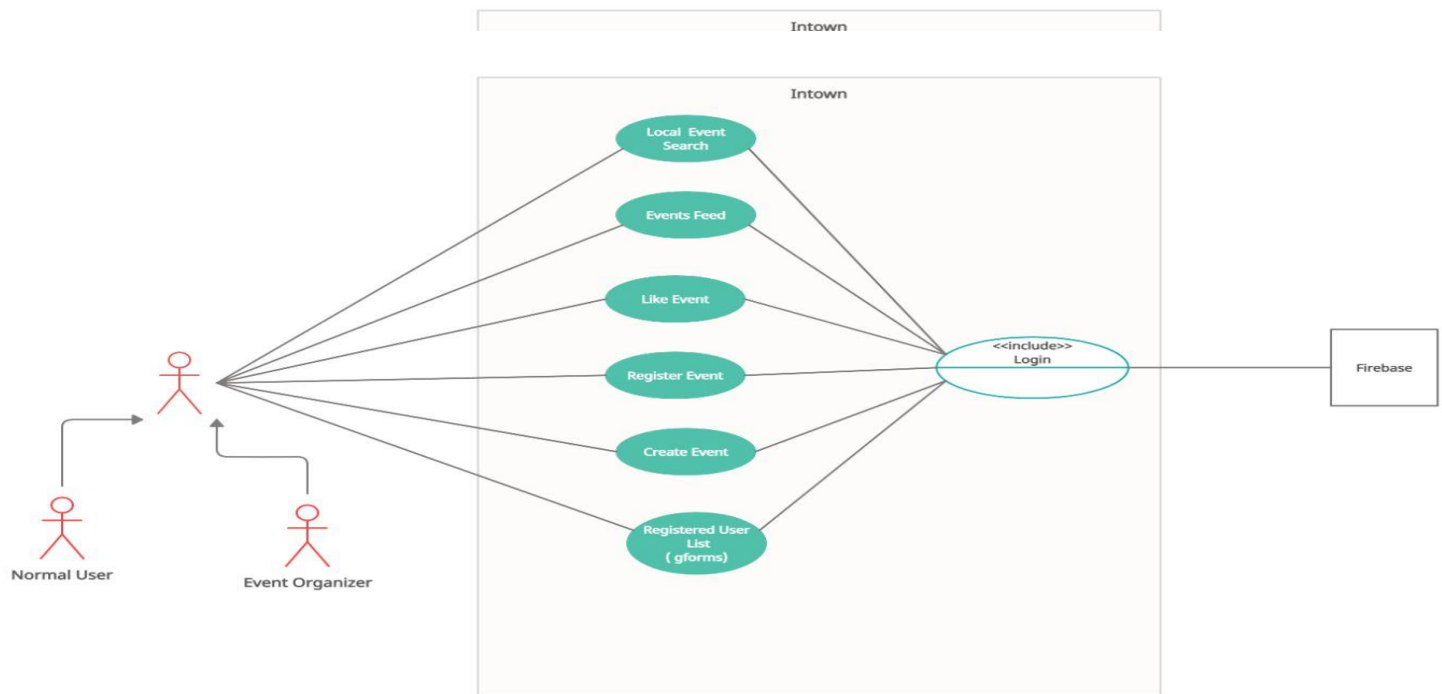 Intown
Intown
Local Event
Search
Events Feed
Like Event
Register Event
Create Event
Registered User
List
( gforms)
<<include>>
Login
Firebase
Normal User
Event Organizer